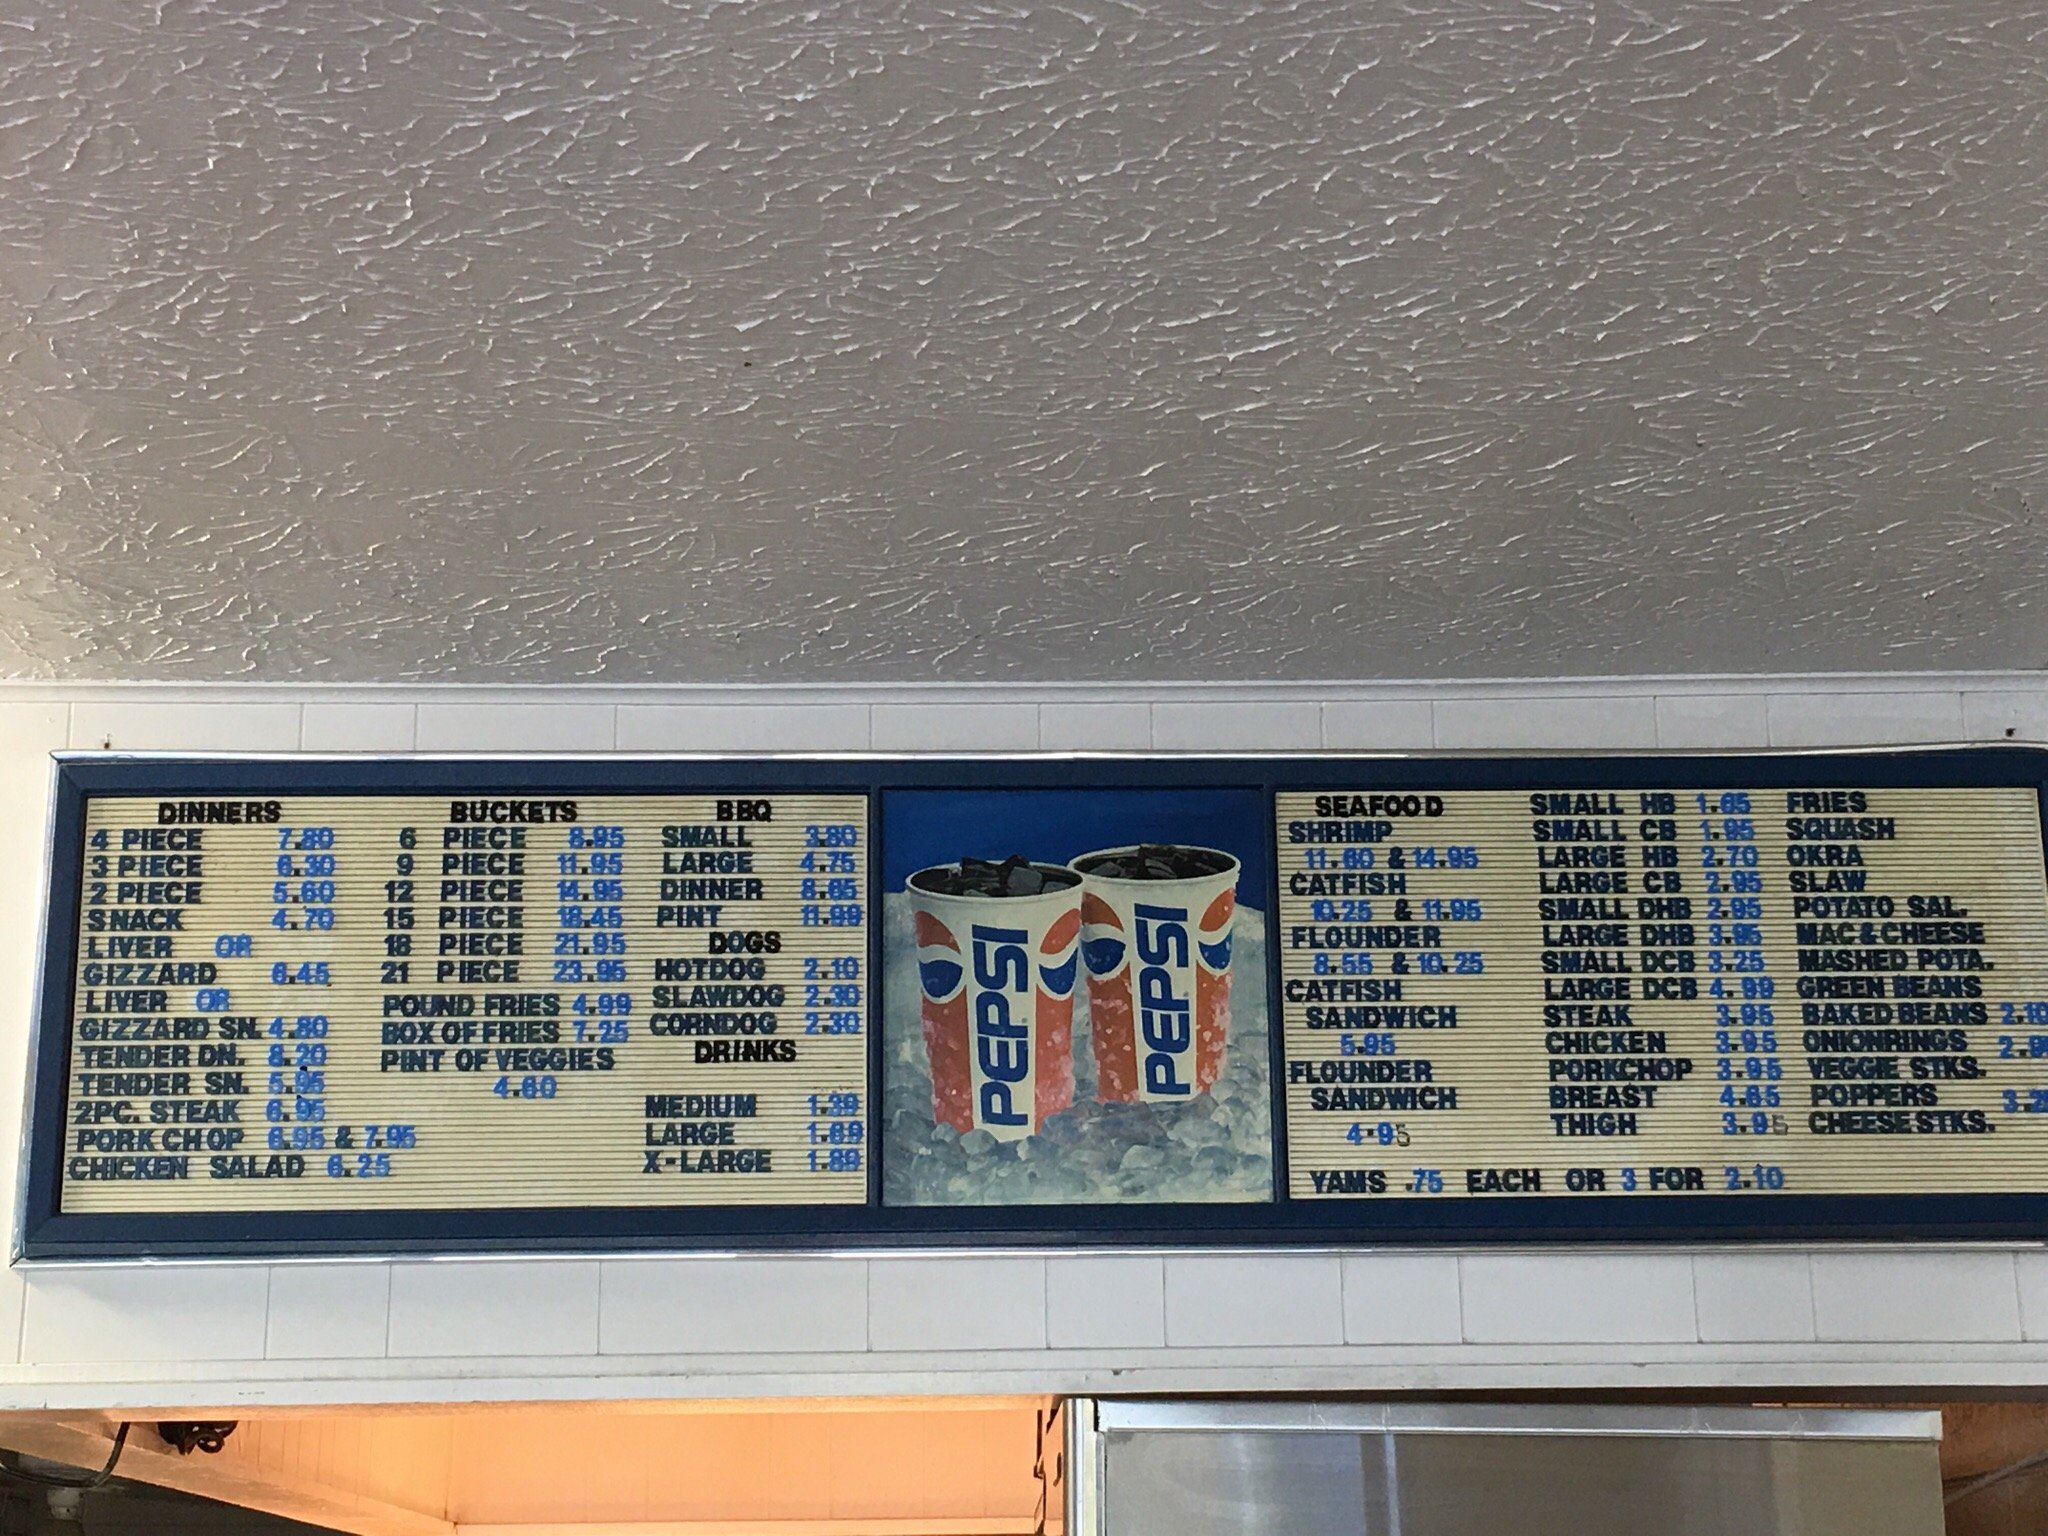 DINNERS
4 PIECE 7.80
3 PIECE 6.30
2 PIECE 5.60
SNACK 4.70
LIVER OR
GIZZARD 6.45
LIVER OR
GIZZARD SN. 4.80
TENDER DN. 8.20
TENDER SN. 5.95
2PC. STEAK 6.95
PORK CHOP 6.95 & 7.95
CHICKEN SALAD 6.25
BUCKETS
6 PIECE 8.95
9 PIECE 11.95
12 PIECE 14.95
15 PIECE 18.45
18 PIECE 21.95
21 PIECE 23.95
POUND FRIES 4.99
BOX OF FRIES 7.25
PINT OF VEGGIES
4.60
BBQ
SMALL 3.80
LARGE 4.75
DINNER 8.05
PINT 11.99
DOGS
HOTDOG 2.10
SLAWDOG 2.30
CORNDOG 2.30
DRINKS
MEDIUM 1.39
LARGE 1.69
X-LARGE 1.89
PEPSI
PEPSI
SEAFOOD
SHRIMP
11.60 & 14.95
CATFISH
10.25 & 11.95
FLOUNDER
8.55 & 10.25
CATFISH
SANDWICH
5.95
FLOUNDER
SANDWICH
4.95
SMALL HB 1.65
SMALL CB 1.95
LARGE HB 2.70
LARGE CB 2.95
SMALL DHB 2.95
LARGE DHB 3.95
SMALL DCB 3.25
LARGE DCB 4.99
STEAK 3.95
CHICKEN 3.95
PORKCHOP 3.95
BREAST 4.65
THIGH 3.95
FRIES
SQUASH
OKRA
SLAW
POTATO SAL.
MAC & CHEESE
MASHED POTA.
GREEN BEANS
BAKED BEANS 2.10
ONIONRINGS
VEGGIE STKS.
POPPERS
CHEESE STKS.
YAMS .75 EACH OR 3 FOR 2.10